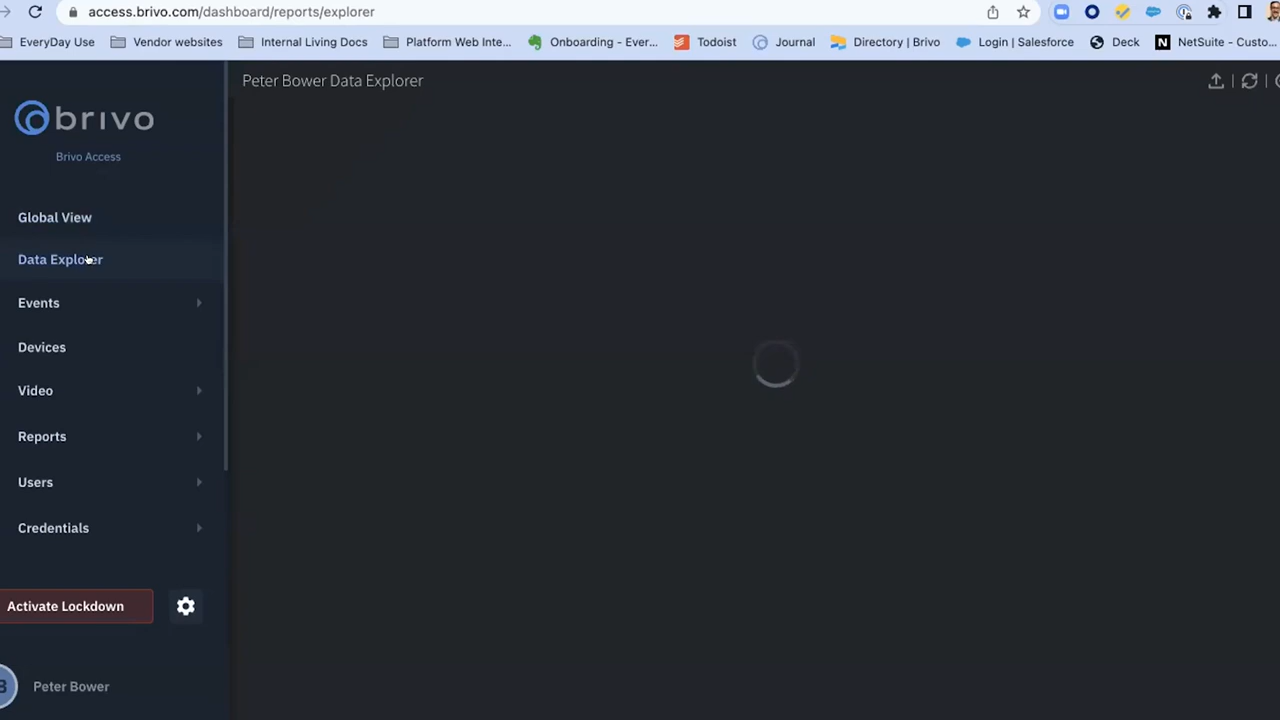 access.brivo.com/dashboard/reports/explorer
EveryDay Use
Vendor websites
Internal Living Docs
Platform Web Inte...
Onboarding - Ever...
Todoist
Journal
Directory | Brivo
Login | Salesforce
Deck
NetSuite - Custo...
Peter Bower Data Explorer
brivo
Brivo Access
Global View
Data Explorer
Events
Devices
Video
Reports
Users
Credentials
Activate Lockdown
B
Peter Bower